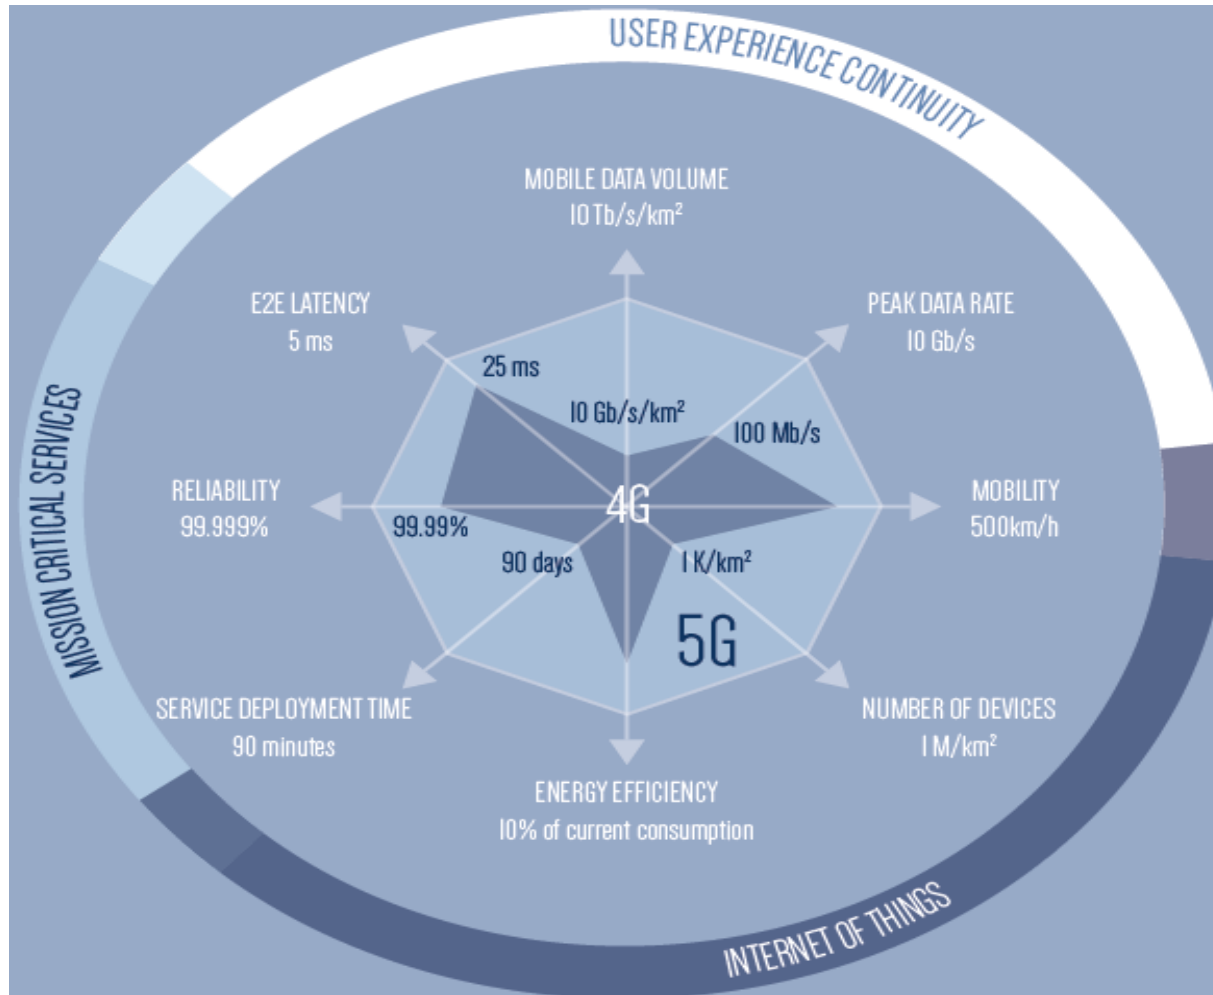 USER EXPERIENCE CONTINUITY
MOBILE DATA VOLUME
10 Tb/s/km²
E2E LATENCY
5 ms
PEAK DATA RATE
10 Gb/s
25 ms
10 Gb/s/km²
100 Mb/s
MISSION CRITICAL SERVICES
RELIABILITY
99.999%
4G
MOBILITY
500km/h
99.99%
90 days
1 K/km²
5G
SERVICE DEPLOYMENT TIME
90 minutes
NUMBER OF DEVICES
1 M/km²
ENERGY EFFICIENCY
10% of current consumption
INTERNET OF THINGS